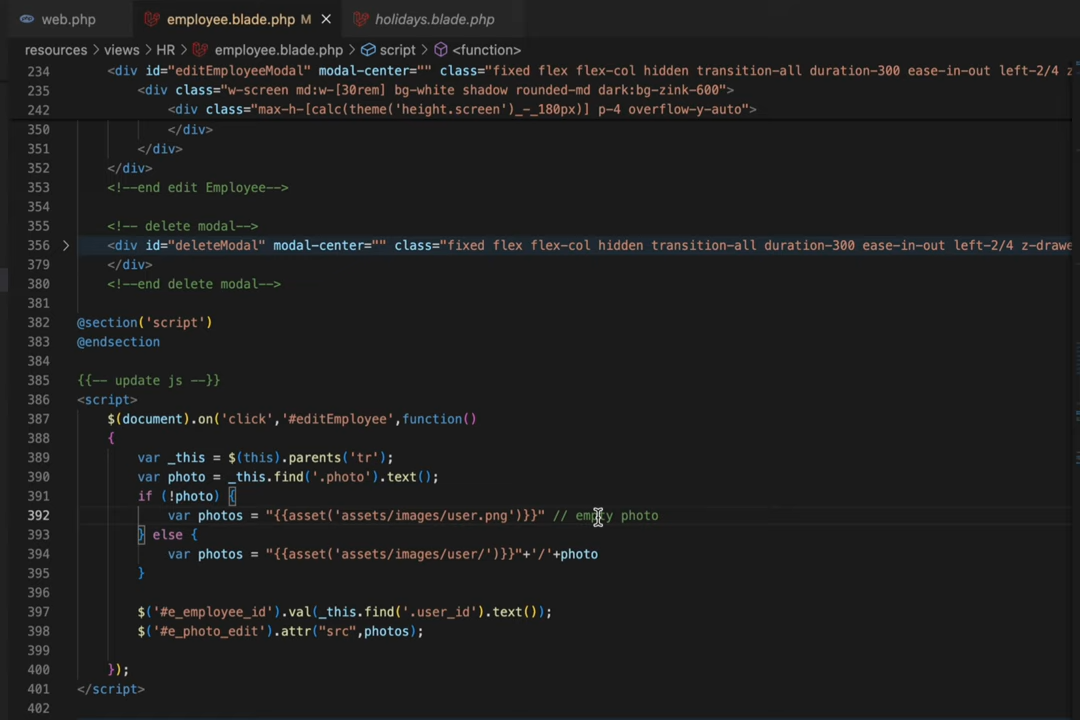 web.php employee.blade.php M × holidays.blade.php
resources > views > HR > employee.blade.php > script > <function>
234 <div id="editEmployeeModal" modal-center="" class="fixed flex flex-col hidden transition-all duration-300 ease-in-out left-2/4 z
235 <div class="w-screen md:w-[30rem] bg-white shadow rounded-md dark:bg-zink-600">
242 <div class="max-h-[calc(theme('height.screen')_-_180px)] p-4 overflow-y-auto">
350 </div>
351 </div>
352 </div>
353 <!--end edit Employee-->
354
355 <!-- delete modal-->
356 > <div id="deleteModal" modal-center="" class="fixed flex flex-col hidden transition-all duration-300 ease-in-out left-2/4 z-drawe
379 </div>
380 <!--end delete modal-->
381
382 @section('script')
383 @endsection
384
385 {{-- update js --}}
386 <script>
387 $(document).on('click','#editEmployee',function()
388 {
389 var _this = $(this).parents('tr');
390 var photo = _this.find('.photo').text();
391 if (!photo) {
392 var photos = "{{asset('assets/images/user.png')}}" // empty photo
393 } else {
394 var photos = "{{asset('assets/images/user/')}}"+'/'+photo
395 }
396
397 $('#e_employee_id').val(_this.find('.user_id').text());
398 $('#e_photo_edit').attr("src",photos);
399
400 });
401 </script>
402